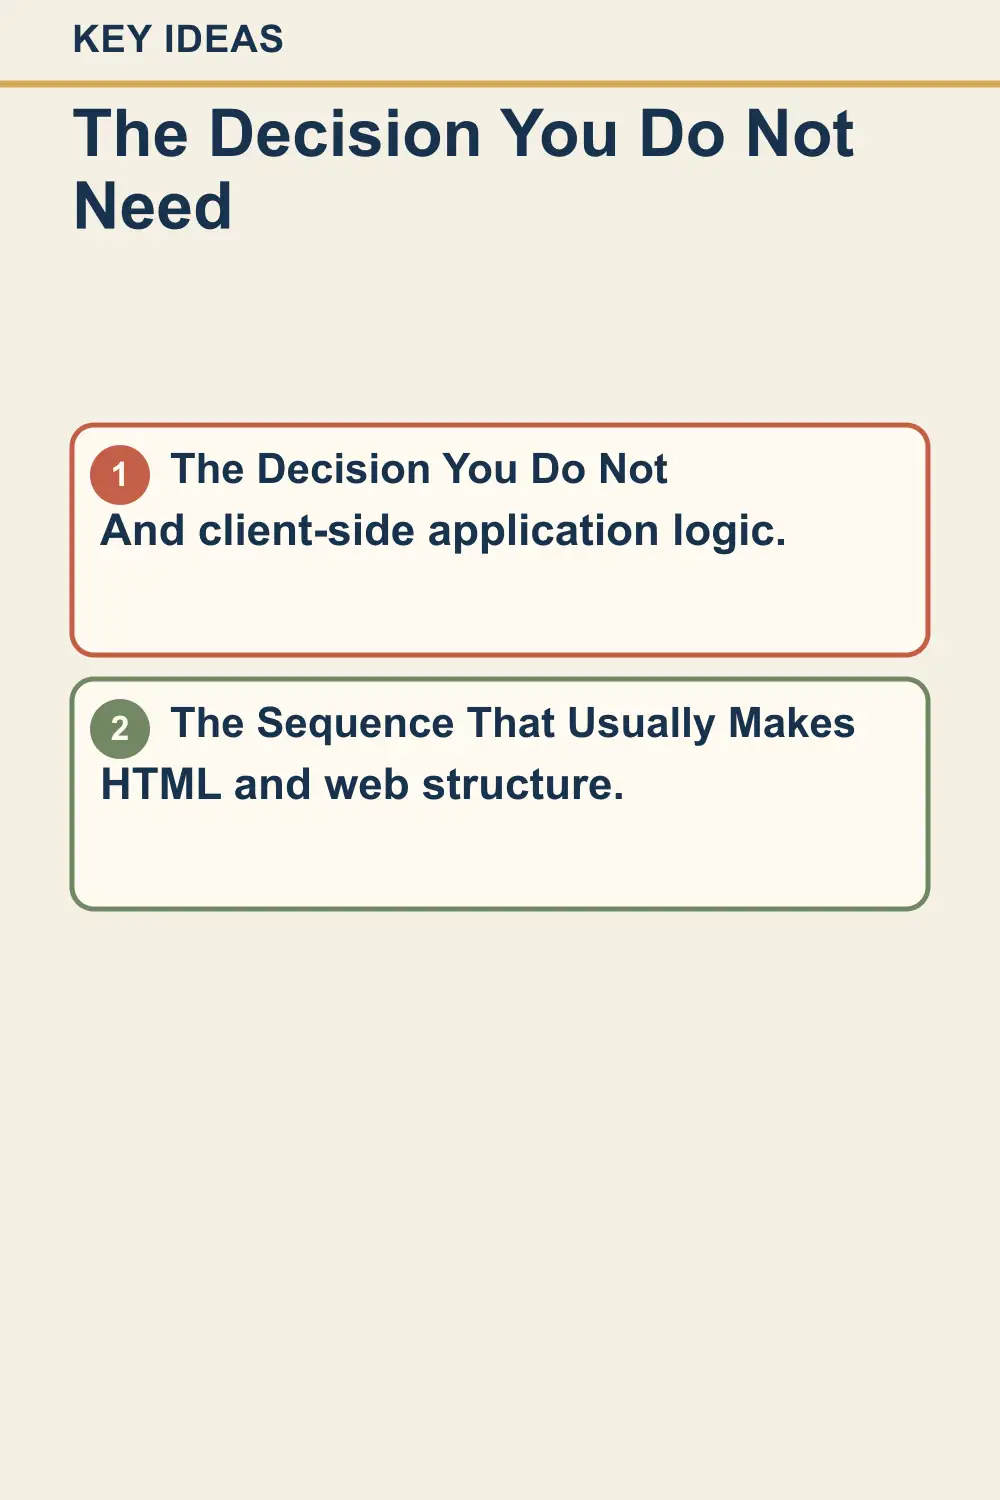 KEY IDEAS
The Decision You Do Not
Need
1 The Decision You Do Not
And client-side application logic.
2 The Sequence That Usually Makes
HTML and web structure.